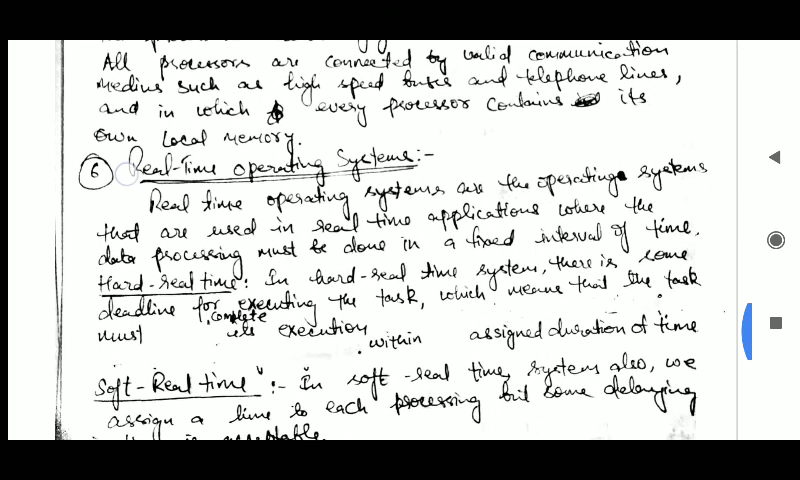 All processors are connected by valid communication
medius such as high speed buses and telephone lines,
and in which every processor contains its
own local memory.
6 Real-Time operating Systems:-
Real time operating systems are the operating systems
that are used in real time applications where the
data processing must be done in a fixed interval of time.
Hard-real time: In hard-real time system, there is some
deadline for executing the task, which means that the task
must complete its execution within assigned duration of time
Soft-Real time":- In soft-real time system also, we
assign a time to each processing but some delaying
acceptable